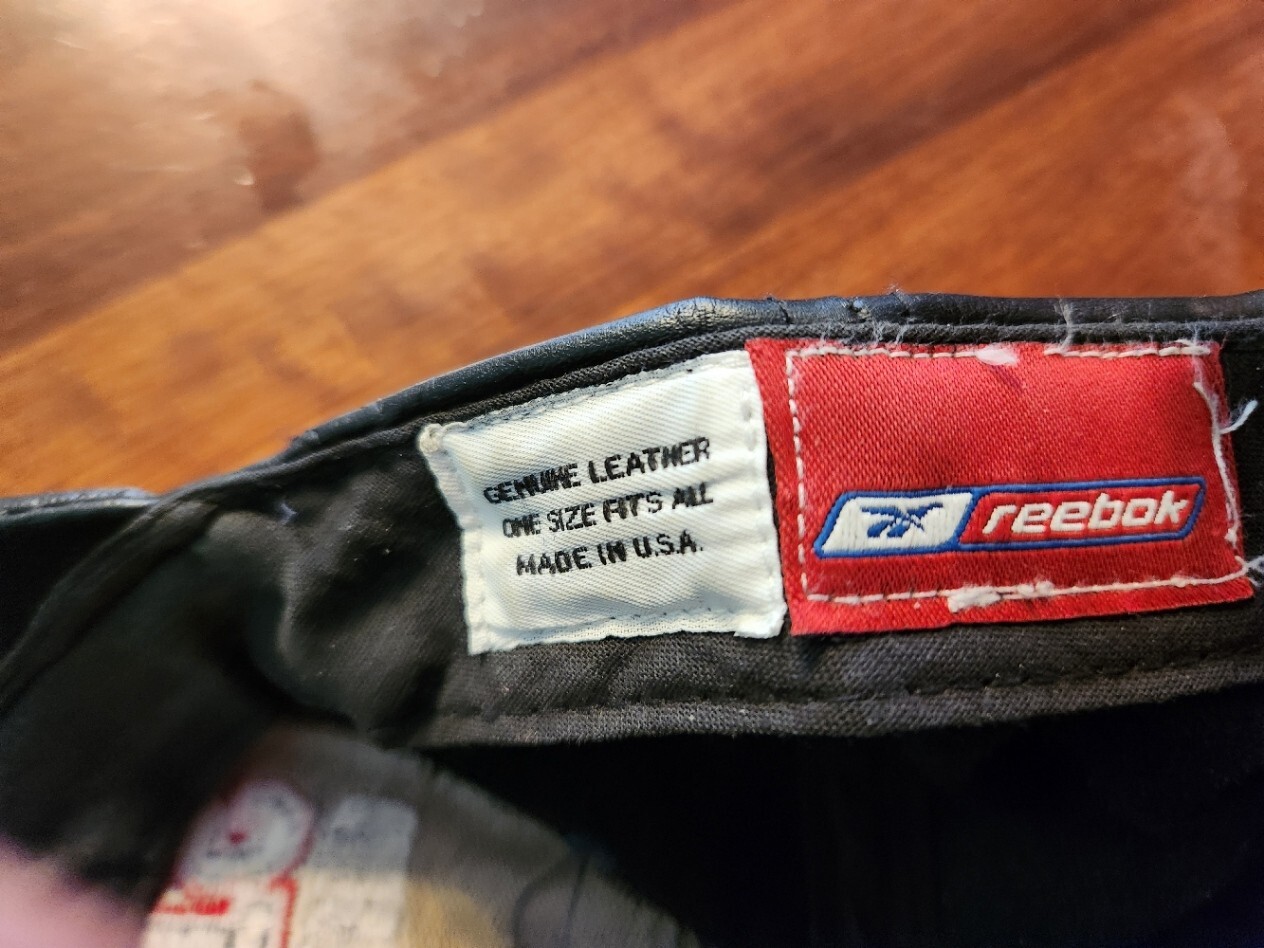 GENUINE LEATHER
ONE SIZE FITS ALL
MADE IN U.S.A.
reebok